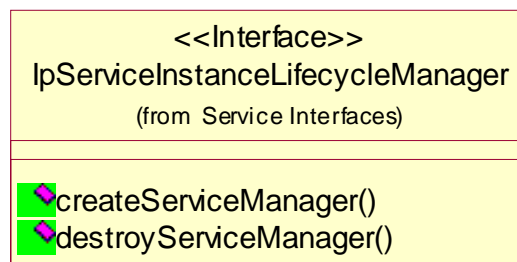 <<Interface>>
IpServiceInstanceLifecycleManager
(from Service Interfaces)
createServiceManager()
destroyServiceManager()